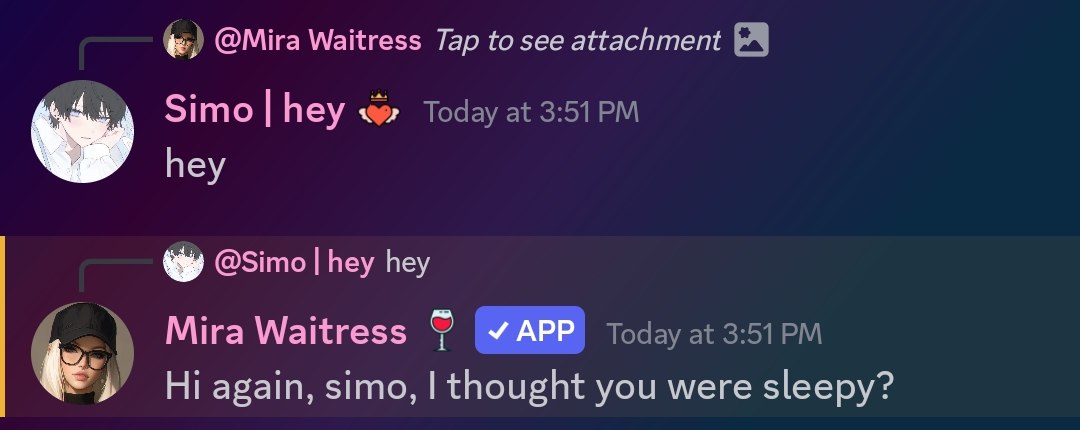 @Mira Waitress Tap to see attachment
Simo | hey Today at 3:51 PM
hey
@Simo | hey hey
Mira Waitress ✓ APP Today at 3:51 PM
Hi again, simo, I thought you were sleepy?